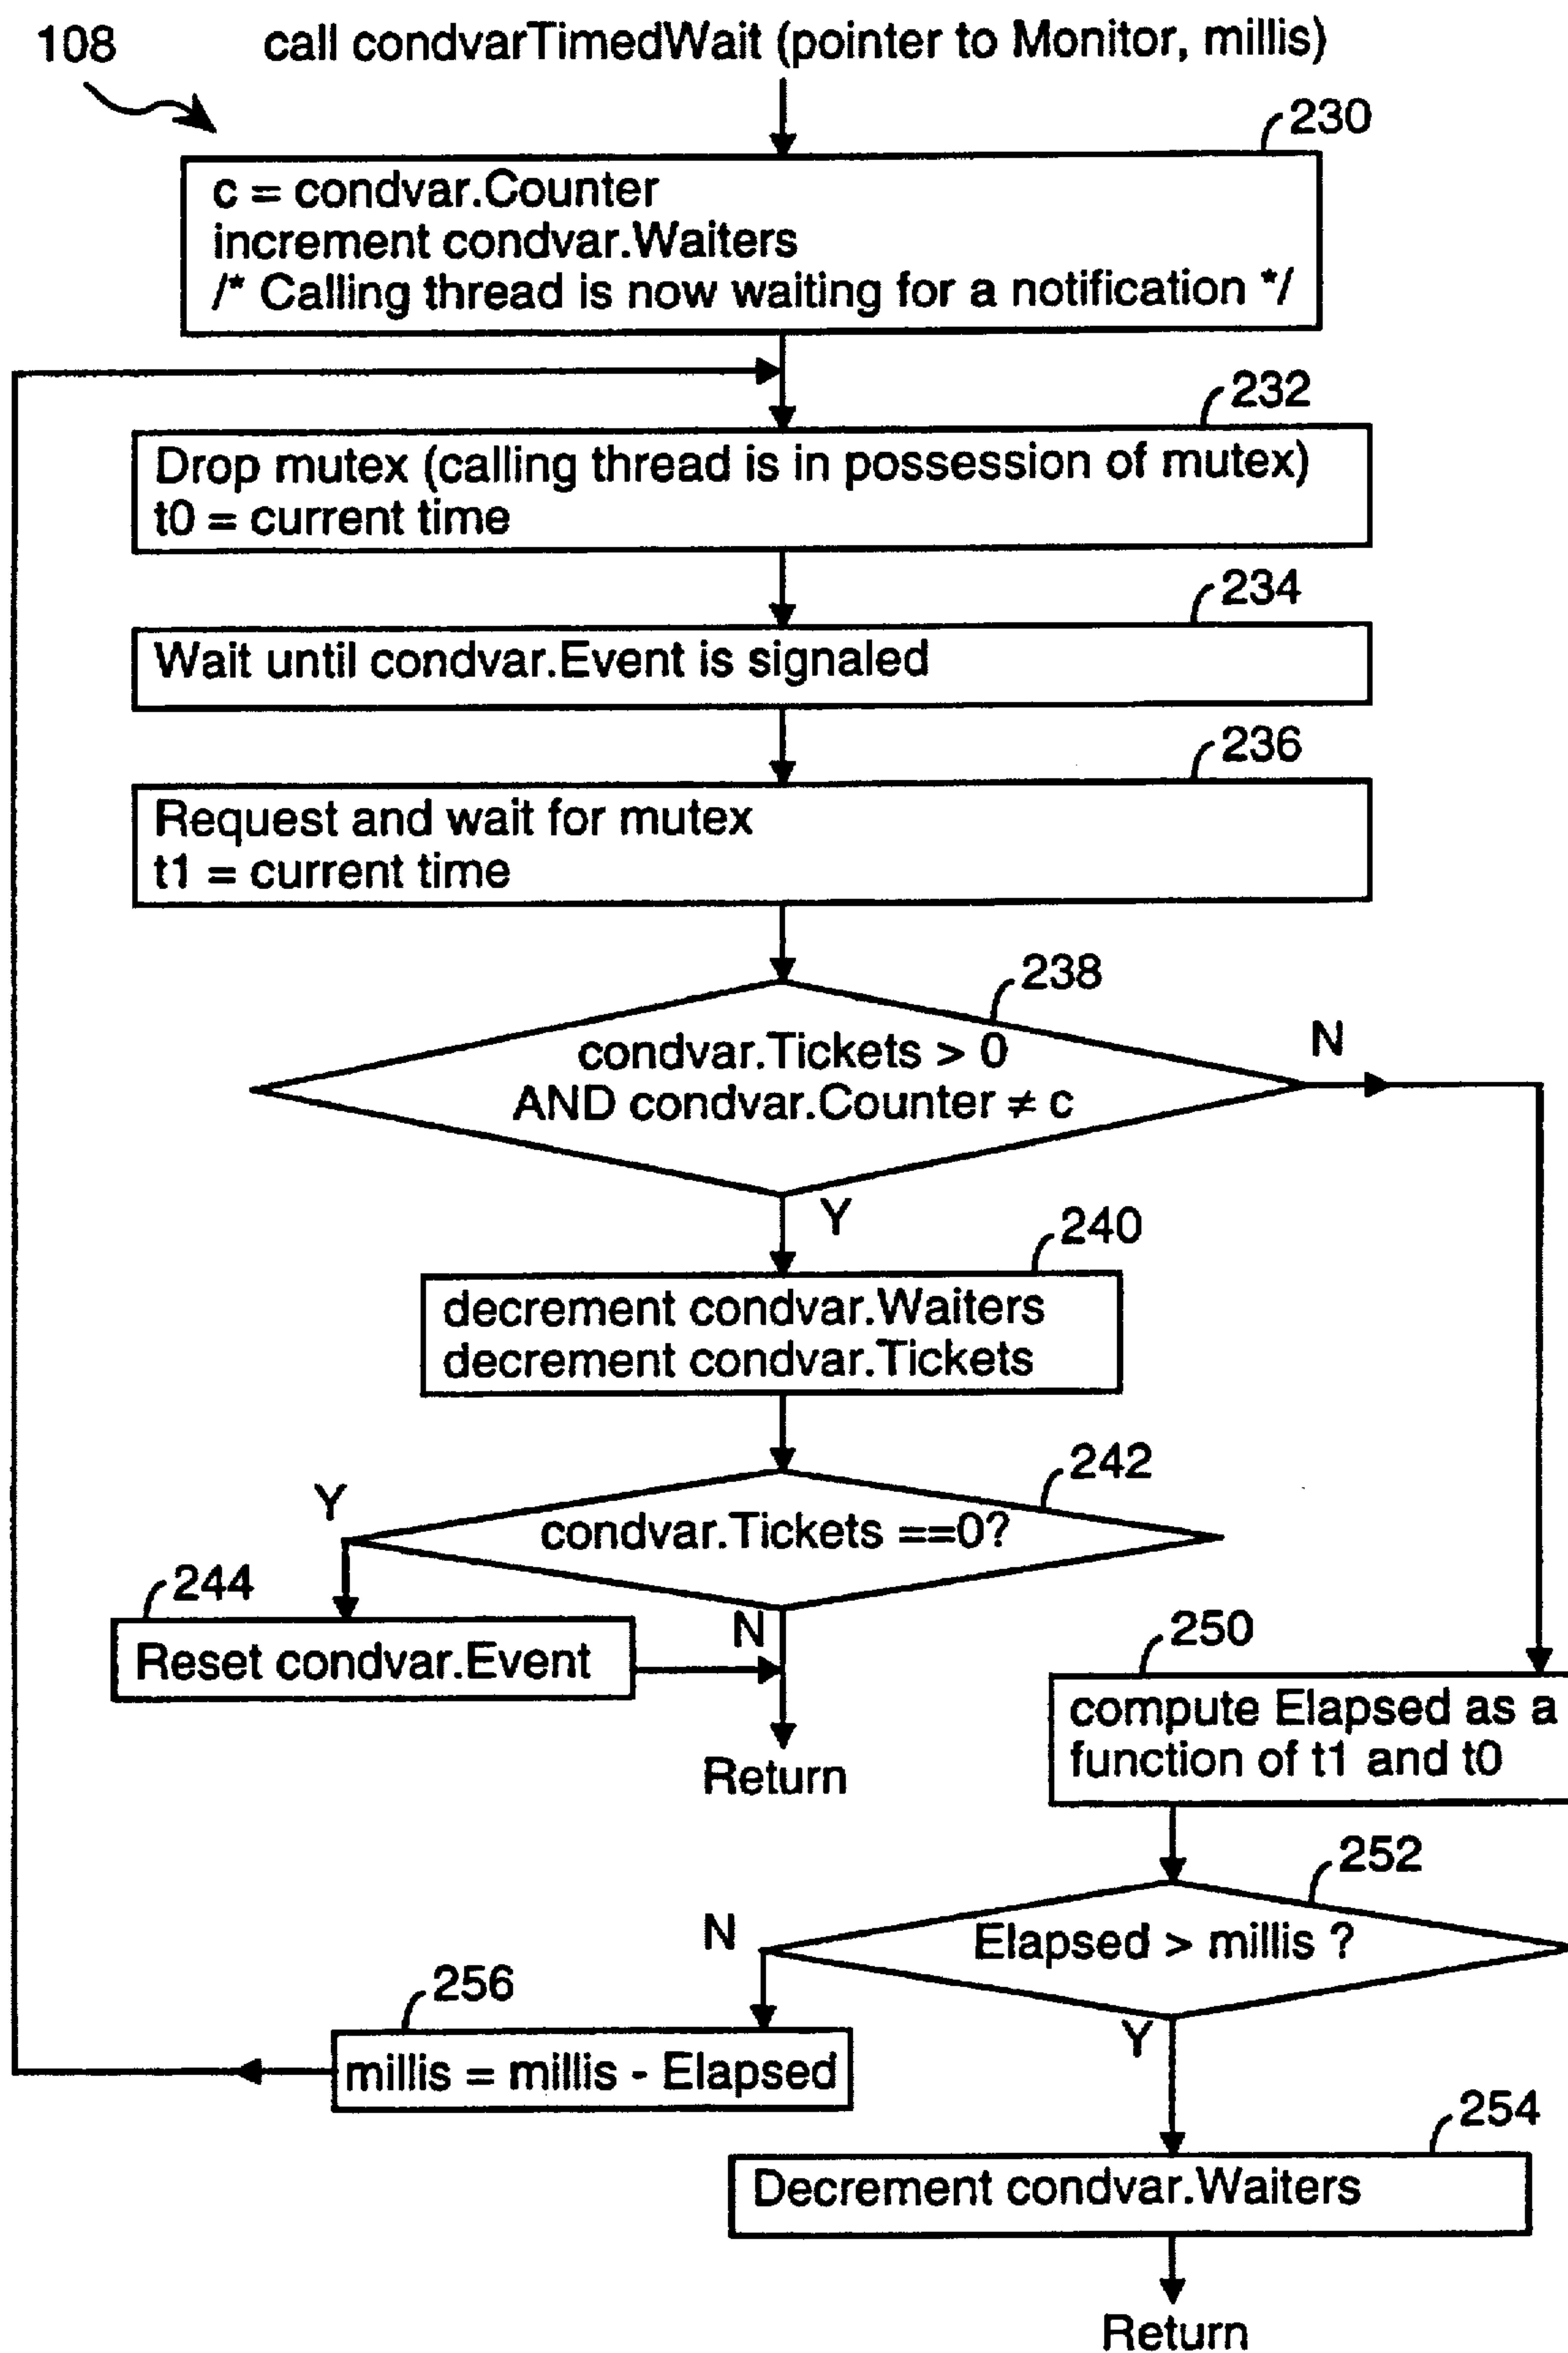 108
call condvarTimedWait (pointer to Monitor, millis)
230
c = condvar.Counter
increment condvar.Waiters
/* Calling thread is now waiting for a notification */
232
Drop mutex (calling thread is in possession of mutex)
t0 = current time
234
Wait until condvar.Event is signaled
236
Request and wait for mutex
t1 = current time
238
condvar.Tickets > 0
AND condvar.Counter ≠ c
N
Y
240
decrement condvar.Waiters
decrement condvar.Tickets
242
condvar.Tickets ==0?
Y
244
Reset condvar.Event
N
Return
250
compute Elapsed as a
function of t1 and t0
252
Elapsed > millis ?
N
256
millis = millis - Elapsed
Y
254
Decrement condvar.Waiters
Return